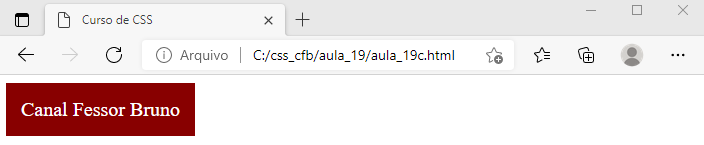 Curso de CSS
Arquivo C:/css_cfb/aula_19/aula_19c.html
Canal Fessor Bruno